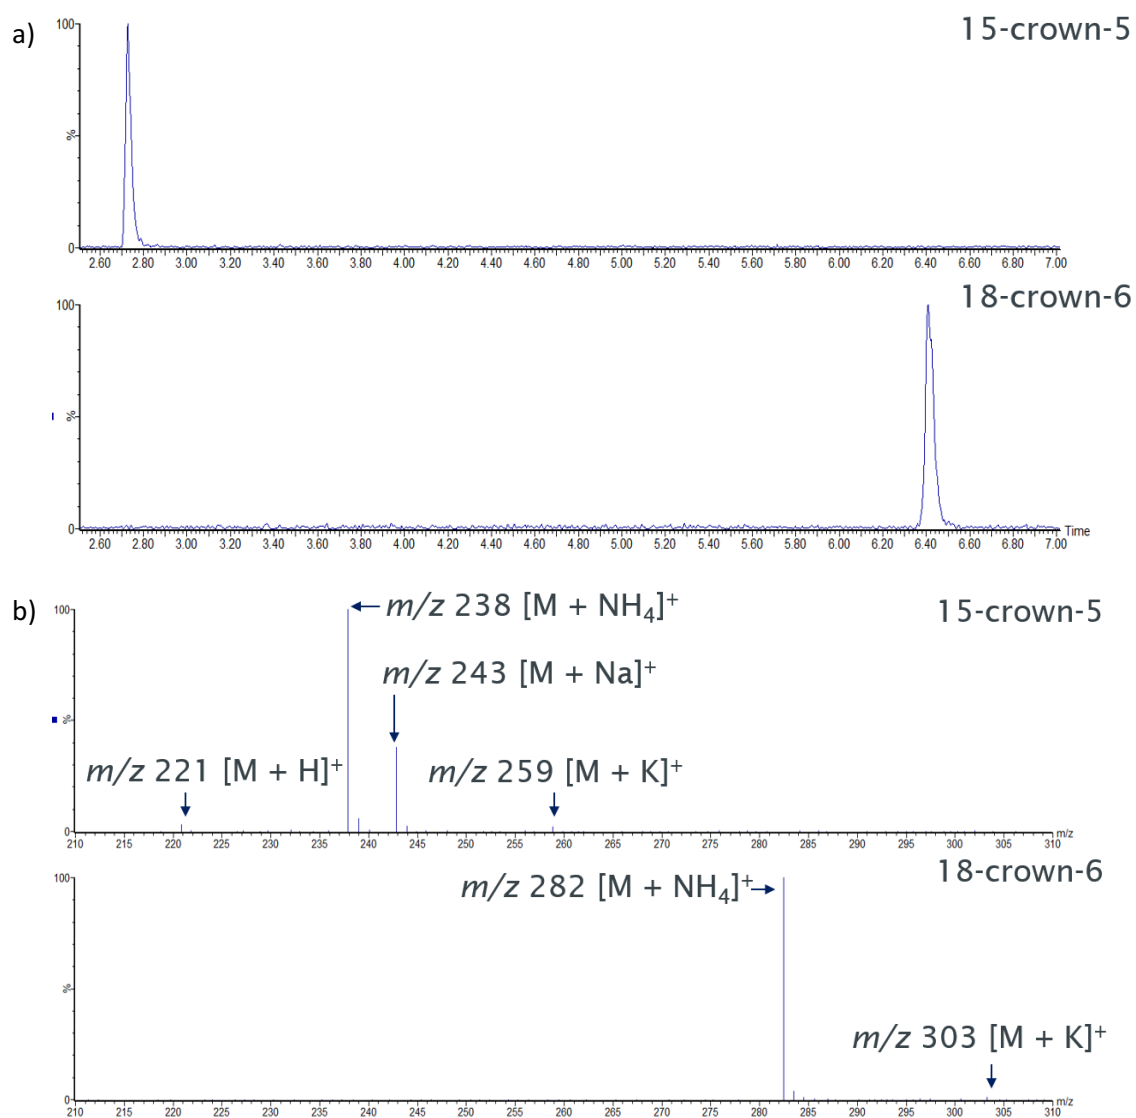 a)
15-crown-5
100
%
0
2.60 2.80 3.00 3.20 3.40 3.60 3.80 4.00 4.20 4.40 4.60 4.80 5.00 5.20 5.40 5.60 5.80 6.00 6.20 6.40 6.60 6.80 7.00
18-crown-6
100
%
0
2.60 2.80 3.00 3.20 3.40 3.60 3.80 4.00 4.20 4.40 4.60 4.80 5.00 5.20 5.40 5.60 5.80 6.00 6.20 6.40 6.60 6.80 7.00
Time
b)
15-crown-5
100
m/z 238 [M + NH₄]⁺
m/z 243 [M + Na]⁺
%
m/z 221 [M + H]⁺
m/z 259 [M + K]⁺
0
m/z
210 215 220 225 230 235 240 245 250 255 260 265 270 275 280 285 290 295 300 305 310
18-crown-6
100
m/z 282 [M + NH₄]⁺
%
m/z 303 [M + K]⁺
0
m/z
210 215 220 225 230 235 240 245 250 255 260 265 270 275 280 285 290 295 300 305 310